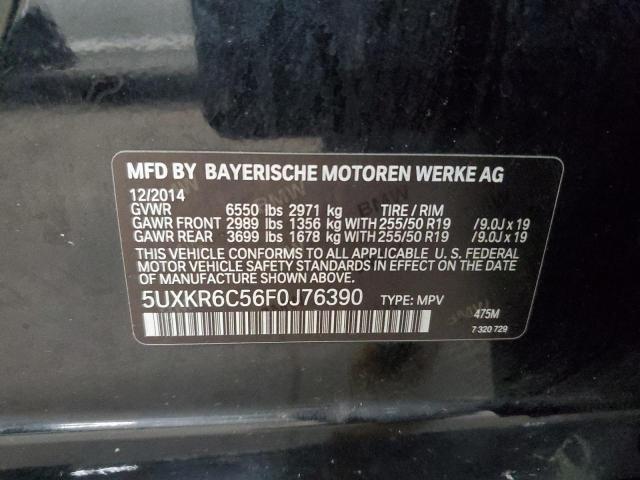 MFD BY BAYERISCHE MOTOREN WERKE AG
12/2014
GVWR 6550 lbs 2971 kg TIRE / RIM
GAWR FRONT 2989 lbs 1356 kg WITH 255/50 R19 /9.0J x 19
GAWR REAR 3699 lbs 1678 kg WITH 255/50 R19 /9.0J x 19
THIS VEHICLE CONFORMS TO ALL APPLICABLE U. S. FEDERAL
MOTOR VEHICLE SAFETY STANDARDS IN EFFECT ON THE DATE OF
MANUFACTURE SHOWN ABOVE.
5UXKR6C56F0J76390 TYPE: MPV
475M
7 320 729